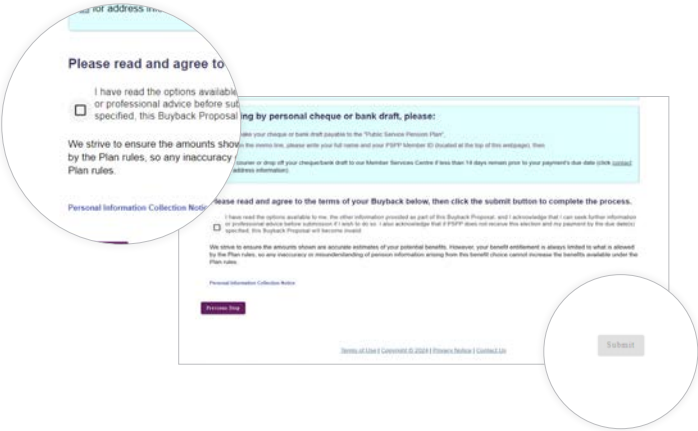 for address
Please read and agree to
I have read the options available
or professional advice before sub
specified, this Buyback Proposal
We strive to ensure the amounts show
by the Plan rules, so any inaccuracy
Plan rules.
Personal Information Collection Notic
ing by personal cheque or bank draft, please:
ake your cheque or bank draft payable to the "Public Service Pension Plan",
n the memo line, please write your full name and your PSPP Member ID (located at the top of this webpage), then
courier or drop off your cheque/bank draft to our Member Services Centre if less than 14 days remain prior to your payment's due date (click contact
address information).
lease read and agree to the terms of your Buyback below, then click the submit button to complete the process.
I have read the options available to me, the other information provided as part of this Buyback Proposal, and I acknowledge that I can seek further information
or professional advice before submission if I wish to do so. I also acknowledge that if PSPP does not receive this election and my payment by the due date(s)
specified, this Buyback Proposal will become invalid.
We strive to ensure the amounts shown are accurate estimates of your potential benefits. However, your benefit entitlement is always limited to what is allowed
by the Plan rules, so any inaccuracy or misunderstanding of pension information arising from this benefit choice cannot increase the benefits available under the
Plan rules.
Personal Information Collection Notice
Previous Step
Submit
Terms of Use | Copyright © 2024 | Privacy Notice | Contact Us